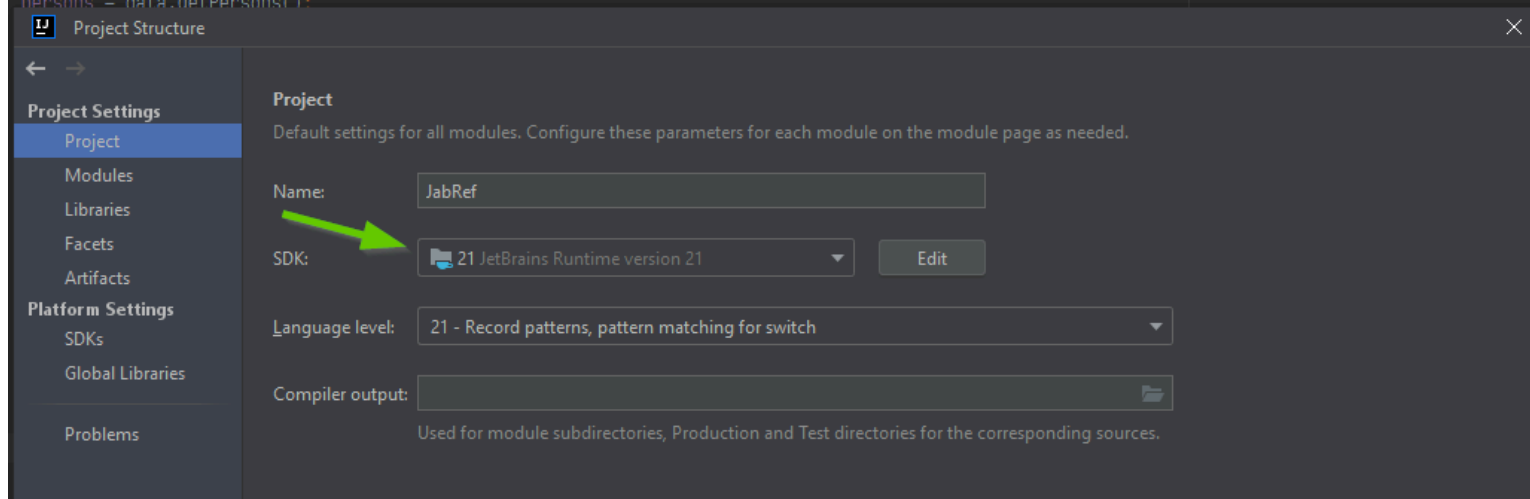 persons = data.getPersons();
Project Structure
Project Settings
Project
Modules
Libraries
Facets
Artifacts
Platform Settings
SDKs
Global Libraries
Problems
Project
Default settings for all modules. Configure these parameters for each module on the module page as needed.
Name: JabRef
SDK: 21 JetBrains Runtime version 21 Edit
Language level: 21 - Record patterns, pattern matching for switch
Compiler output:
Used for module subdirectories, Production and Test directories for the corresponding sources.